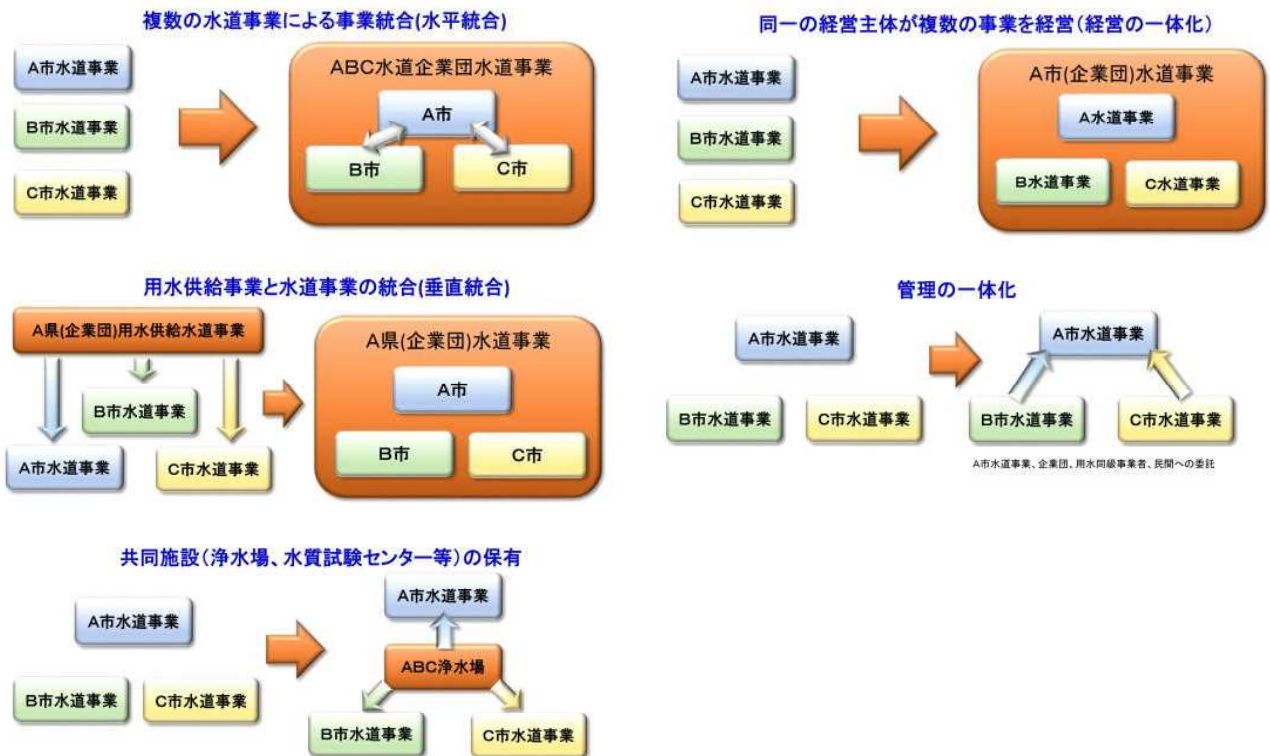 複数の水道事業による事業統合(水平統合)
A市水道事業
B市水道事業
C市水道事業
ABC水道企業団水道事業
A市
B市
C市
同一の経営主体が複数の事業を経営(経営の一体化)
A市水道事業
B市水道事業
C市水道事業
A市(企業団)水道事業
A水道事業
B水道事業
C水道事業
用水供給事業と水道事業の統合(垂直統合)
A県(企業団)用水供給水道事業
B市水道事業
A市水道事業
C市水道事業
A県(企業団)水道事業
A市
B市
C市
管理の一体化
A市水道事業
B市水道事業
C市水道事業
A市水道事業
B市水道事業
C市水道事業
A市水道事業、企業団、用水同級事業者、民間への委託
共同施設(浄水場、水質試験センター等)の保有
A市水道事業
B市水道事業
C市水道事業
A市水道事業
ABC浄水場
B市水道事業
C市水道事業